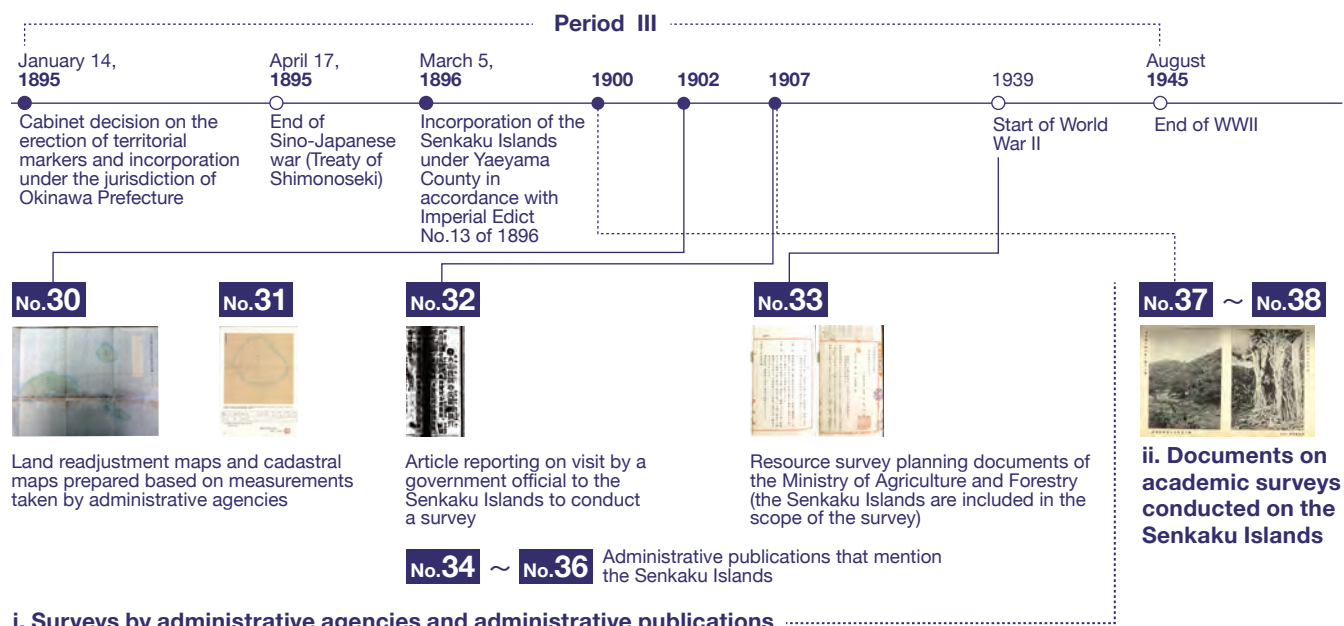 Period III
January 14,
1895
April 17,
1895
March 5,
1896
1900
1902
1907
1939
August
1945
Cabinet decision on the
erection of territorial
markers and incorporation
under the jurisdiction of
Okinawa Prefecture
End of
Sino-Japanese
war (Treaty of
Shimonoseki)
Incorporation of the
Senkaku Islands
under Yaeyama
County in
accordance with
Imperial Edict
No.13 of 1896
Start of World
War II
End of WWII
No.30
No.31
No.32
No.33
No.37 ~ No.38
Land readjustment maps and cadastral
maps prepared based on measurements
taken by administrative agencies
Article reporting on visit by a
government official to the
Senkaku Islands to conduct
a survey
Resource survey planning documents of
the Ministry of Agriculture and Forestry
(the Senkaku Islands are included in the
scope of the survey)
ii. Documents on
academic surveys
conducted on the
Senkaku Islands
No.34 ~ No.36 Administrative publications that mention
the Senkaku Islands
i. Surveys by administrative agencies and administrative publications